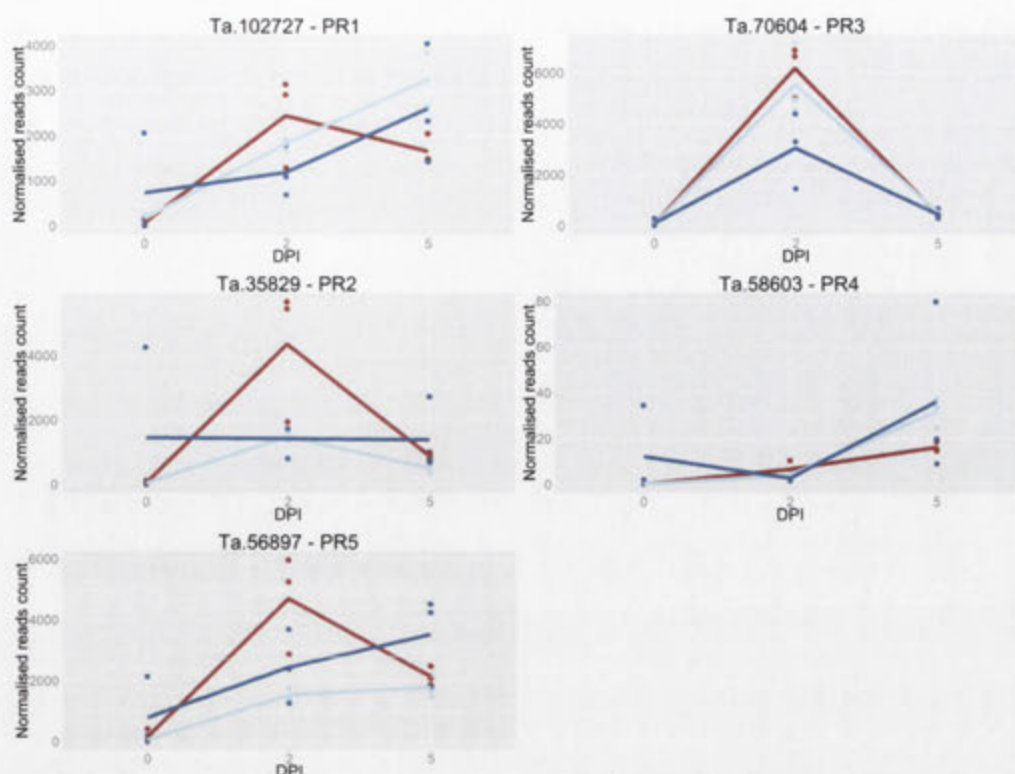 Ta.102727 - PR1
Normalised reads count
4000
3000
2000
1000
0
0 2 5
DPI
Ta.70604 - PR3
Normalised reads count
6000
4000
2000
0
0 2 5
DPI
Ta.35829 - PR2
Normalised reads count
4000
2000
0
0 2 5
DPI
Ta.58603 - PR4
Normalised reads count
80
60
40
20
0
0 2 5
DPI
Ta.56897 - PR5
Normalised reads count
6000
4000
2000
0
0 2 5
DPI